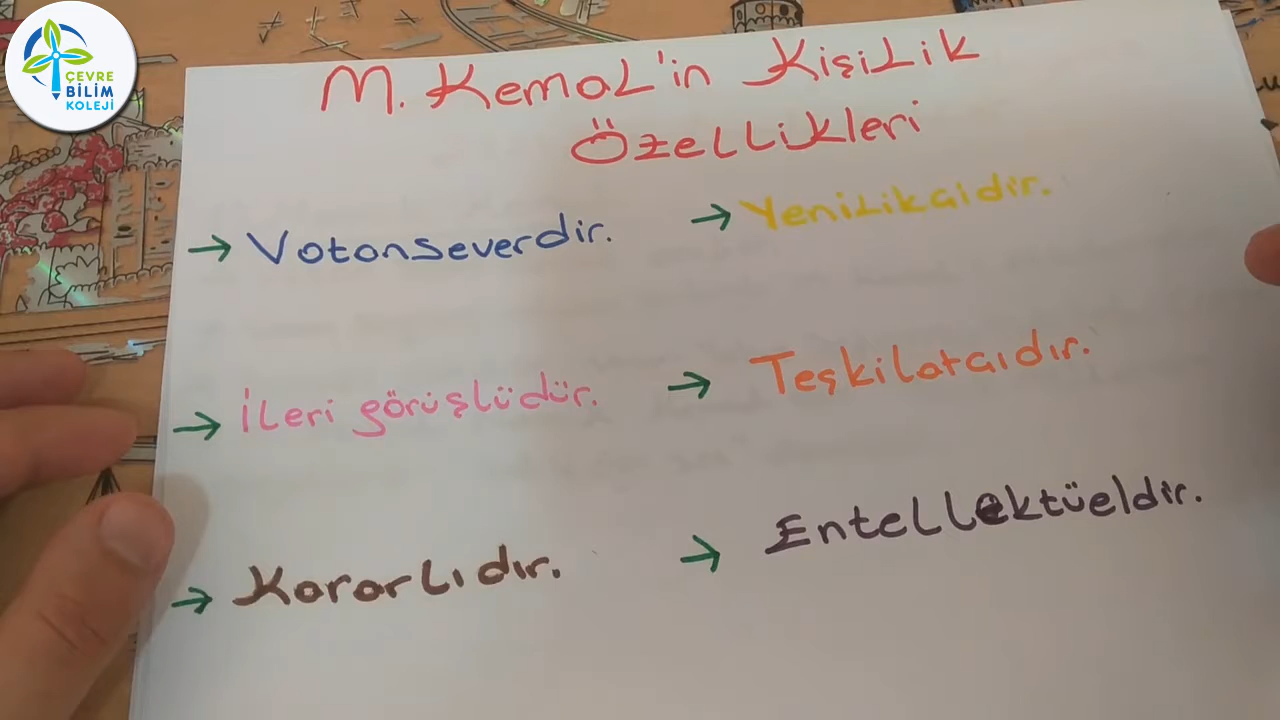 ÇEVRE
BİLİM
KOLEJİ
M. Kemal'in Kişilik
Özellikleri
→ Vatanseverdir.
→ Yenilikçidir.
→ İleri görüşlüdür.
→ Teşkilatçıdır.
→ Kararlıdır.
→ Entellektüeldir.